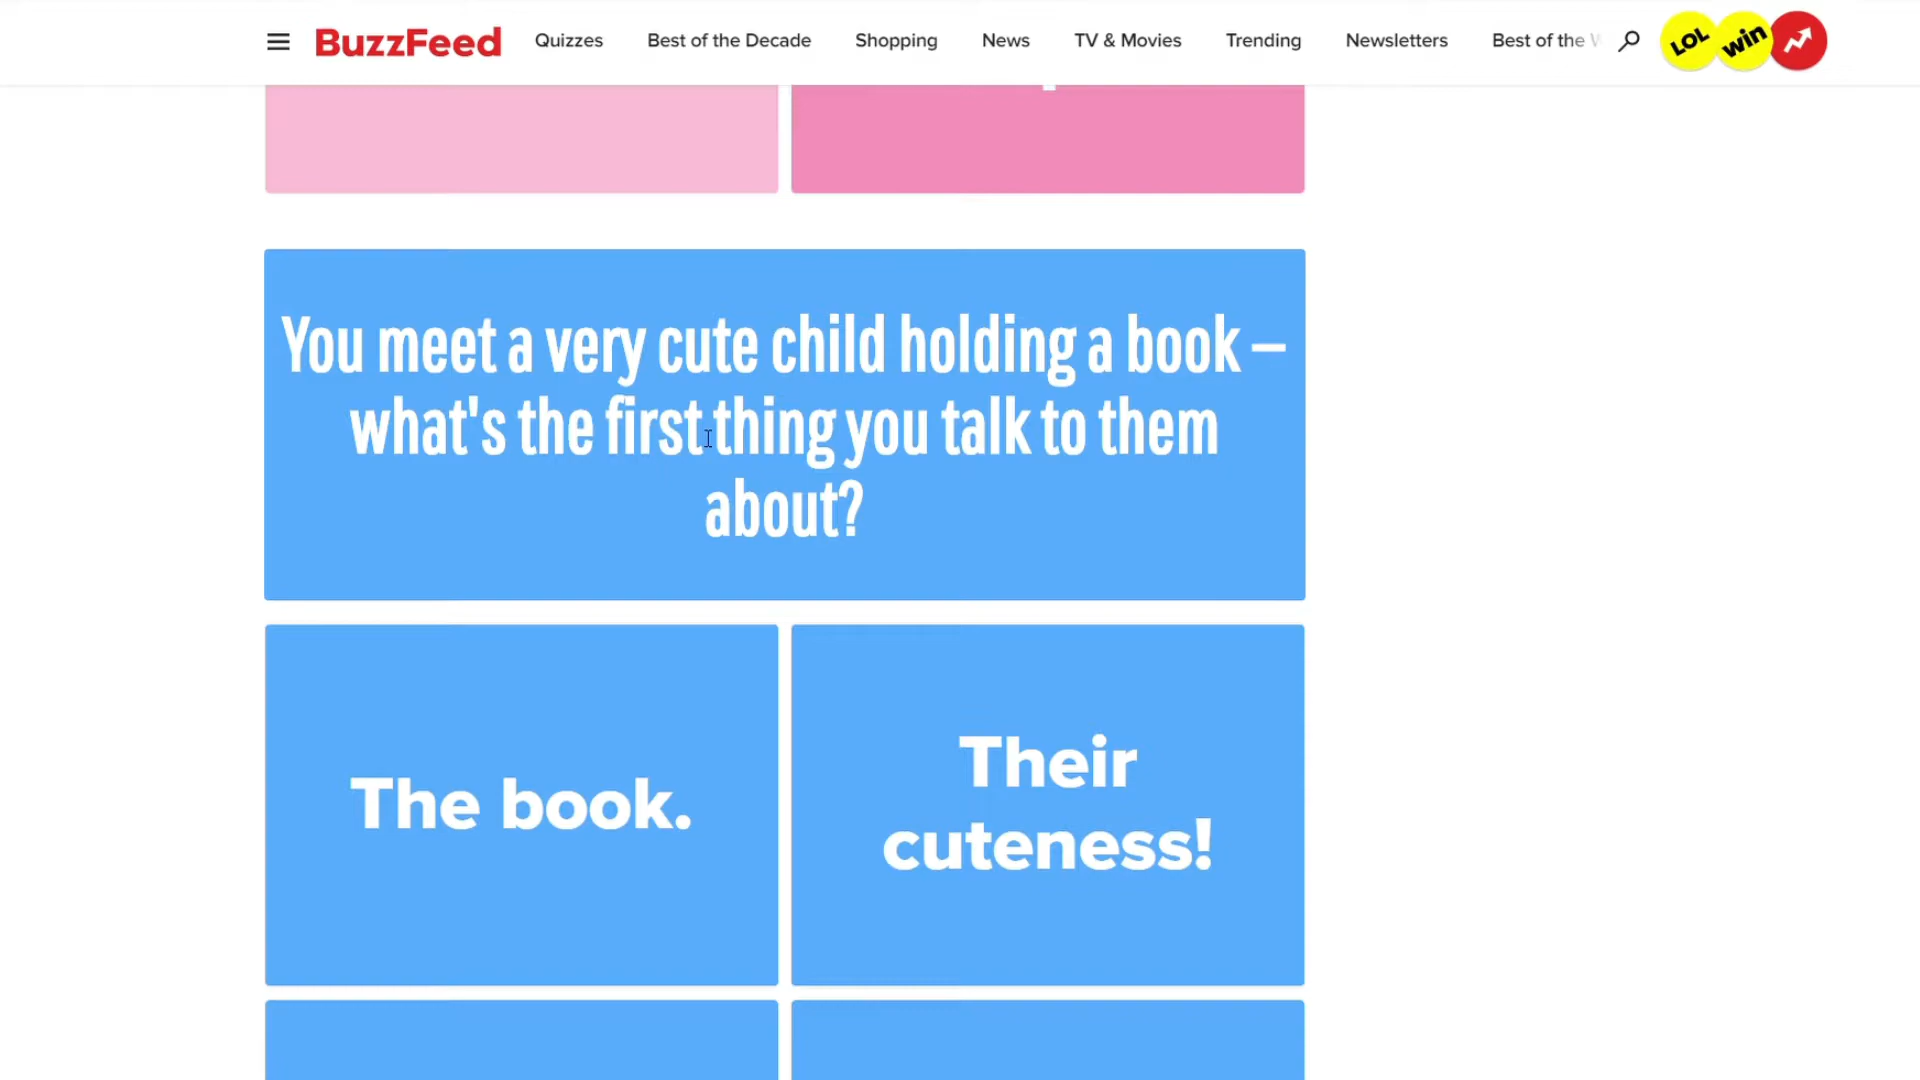 BuzzFeed Quizzes Best of the Decade Shopping News TV & Movies Trending Newsletters Best of the LOL win
You meet a very cute child holding a book –
what's the first thing you talk to them
about?
The book.
Their
cuteness!